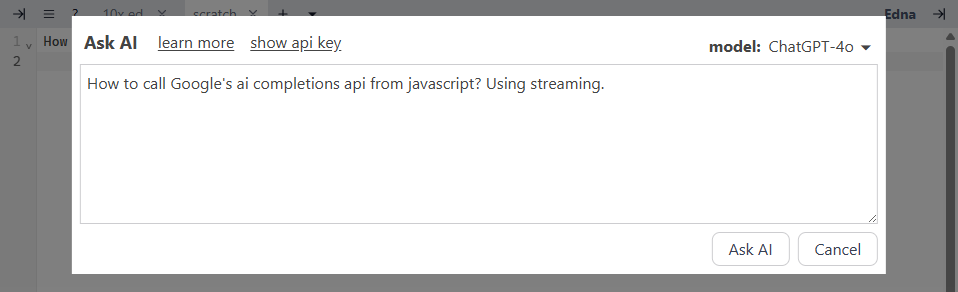 ? 10x ed scratch Edna
1 How
2
Ask AI learn more show api key model: ChatGPT-4o
How to call Google's ai completions api from javascript? Using streaming.
Ask AI Cancel